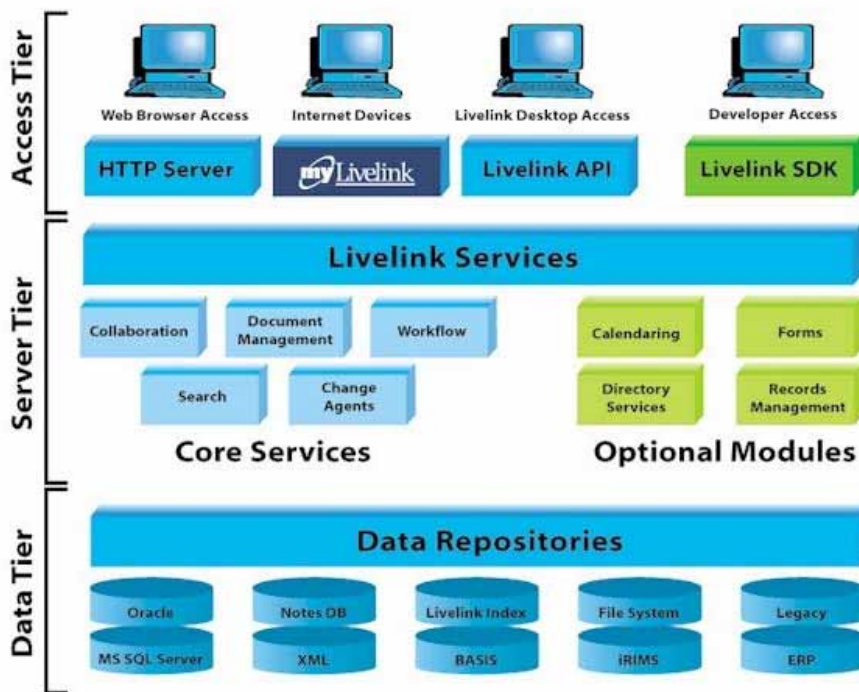 Access Tier
Web Browser Access
Internet Devices
Livelink Desktop Access
Developer Access
HTTP Server
myLivelink
Livelink API
Livelink SDK
Server Tier
Livelink Services
Collaboration
Document
Management
Workflow
Calendaring
Forms
Search
Change
Agents
Directory
Services
Records
Management
Core Services
Optional Modules
Data Tier
Data Repositories
Oracle
Notes DB
Livelink Index
File System
Legacy
MS SQL Server
XML
BASIS
iRIMS
ERP